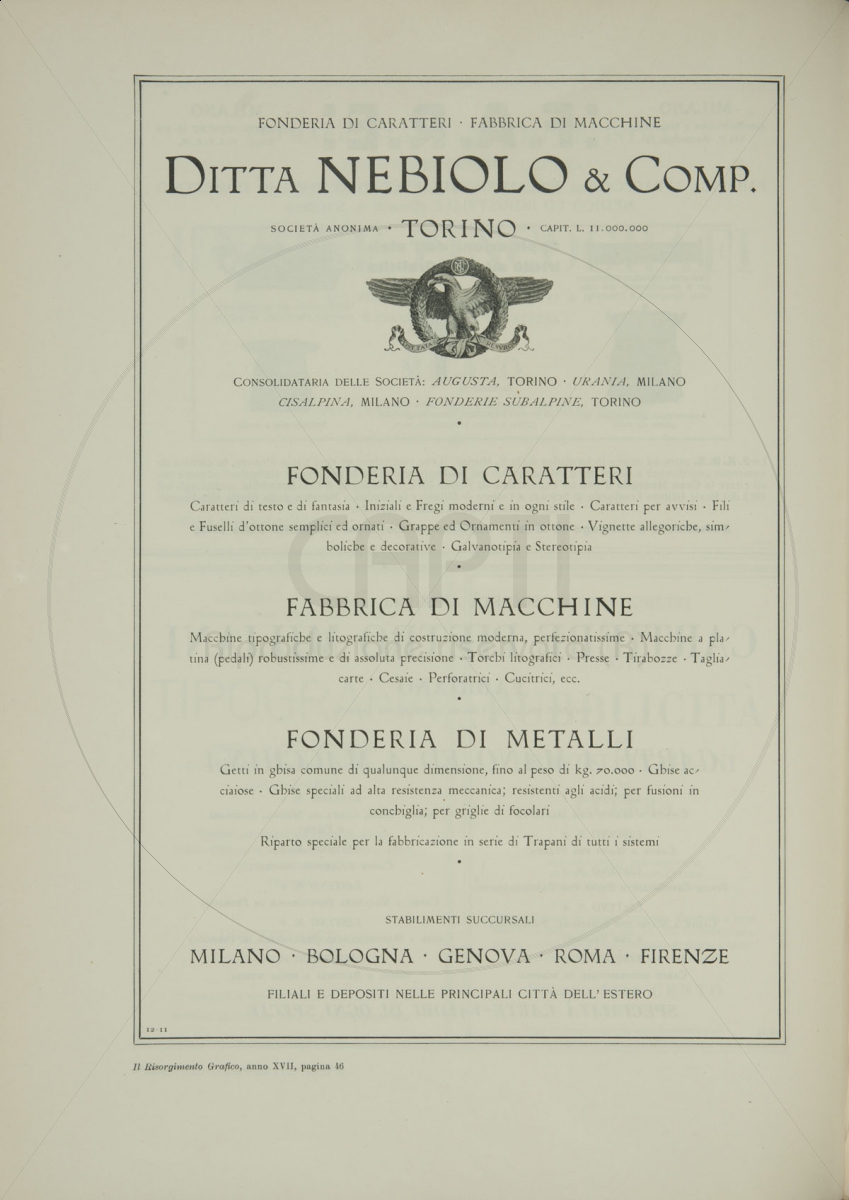 FONDERIA DI CARATTERI · FABBRICA DI MACCHINE
DITTA NEBIOLO & COMP.
SOCIETÀ ANONIMA · TORINO · CAPIT. L. 11.000.000
CONSOLIDATARIA DELLE SOCIETÀ: AUGUSTA, TORINO · URANIA, MILANO
CISALPINA, MILANO · FONDERIE SUBALPINE, TORINO
FONDERIA DI CARATTERI
Caratteri di testo e di fantasia · Iniziali e Fregi moderni e in ogni stile · Caratteri per avvisi · Fili
e Fuselli d'ottone semplici ed ornati · Grappe ed Ornamenti in ottone · Vignette allegoriche, sim-
boliche e decorative · Galvanotipia e Stereotipia
FABBRICA DI MACCHINE
Macchine tipografiche e litografiche di costruzione moderna, perfezionatissime · Macchine a pla-
tina (pedali) robustissime e di assoluta precisione · Torchi litografici · Presse · Tirabozze · Taglia-
carte · Cesoie · Perforatrici · Cucitrici, ecc.
FONDERIA DI METALLI
Getti in ghisa comune di qualunque dimensione, fino al peso di kg. 70.000 · Ghise ac-
ciaiose · Ghise speciali ad alta resistenza meccanica; resistenti agli acidi; per fusioni in
conchiglia; per griglie di focolari
Riparto speciale per la fabbricazione in serie di Trapani di tutti i sistemi
STABILIMENTI SUCCURSALI
MILANO · BOLOGNA · GENOVA · ROMA · FIRENZE
FILIALI E DEPOSITI NELLE PRINCIPALI CITTÀ DELL'ESTERO
12-11
Il Risorgimento Grafico, anno XVII, pagina 46